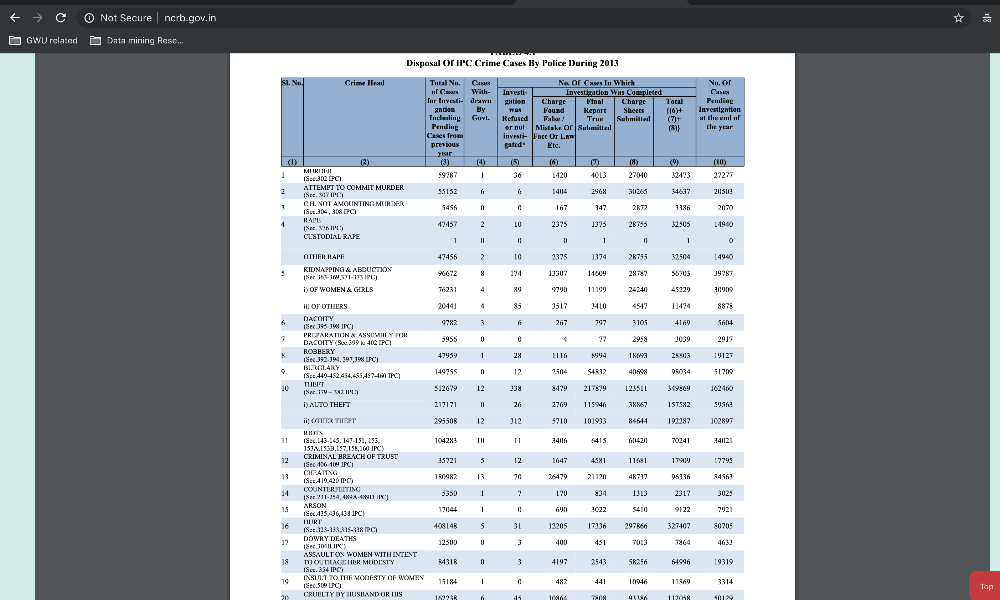 Not Secure | ncrb.gov.in
GWU related Data mining Rese...
Disposal Of IPC Crime Cases By Police During 2013
Sl. No. Crime Head Total No. of Cases for Investi- gation Including Pending Cases from previous year Cases With- drawn By Govt. No. Of Cases In Which No. Of Cases Pending Investigation at the end of the year
Investi- gation was Refused or not investi- gated* Investigation Was Completed
Charge Found False / Mistake Of Fact Or Law Etc. Final Report True Submitted Charge Sheets Submitted Total {(6)+ (7)+ (8)}
(1) (2) (3) (4) (5) (6) (7) (8) (9) (10)
1 MURDER (Sec.302 IPC) 59787 1 36 1420 4013 27040 32473 27277
2 ATTEMPT TO COMMIT MURDER (Sec. 307 IPC) 55152 6 6 1404 2968 30265 34637 20503
3 C.H. NOT AMOUNTING MURDER (Sec.304 , 308 IPC) 5456 0 0 167 347 2872 3386 2070
4 RAPE (Sec. 376 IPC) 47457 2 10 2375 1375 28755 32505 14940
CUSTODIAL RAPE 1 0 0 0 1 0 1 0
OTHER RAPE 47456 2 10 2375 1374 28755 32504 14940
5 KIDNAPPING & ABDUCTION (Sec.363-369,371-373 IPC) 96672 8 174 13307 14609 28787 56703 39787
i) OF WOMEN & GIRLS 76231 4 89 9790 11199 24240 45229 30909
ii) OF OTHERS 20441 4 85 3517 3410 4547 11474 8878
6 DACOITY (Sec.395-398 IPC) 9782 3 6 267 797 3105 4169 5604
7 PREPARATION & ASSEMBLY FOR DACOITY (Sec.399 to 402 IPC) 5956 0 0 4 77 2958 3039 2917
8 ROBBERY (Sec.392-394, 397,398 IPC) 47959 1 28 1116 8994 18693 28803 19127
9 BURGLARY (Sec.449-452,454,455,457-460 IPC) 149755 0 12 2504 54832 40698 98034 51709
10 THEFT (Sec.379 – 382 IPC) 512679 12 338 8479 217879 123511 349869 162460
i) AUTO THEFT 217171 0 26 2769 115946 38867 157582 59563
ii) OTHER THEFT 295508 12 312 5710 101933 84644 192287 102897
11 RIOTS (Sec.143-145, 147-151, 153, 153A,153B,157,158,160 IPC) 104283 10 11 3406 6415 60420 70241 34021
12 CRIMINAL BREACH OF TRUST (Sec.406-409 IPC) 35721 5 12 1647 4581 11681 17909 17795
13 CHEATING (Sec.419,420 IPC) 180982 13 70 26479 21120 48737 96336 84563
14 COUNTERFEITING (Sec.231-254, 489A-489D IPC) 5350 1 7 170 834 1313 2317 3025
15 ARSON (Sec.435,436,438 IPC) 17044 1 0 690 3022 5410 9122 7921
16 HURT (Sec.323-333,335-338 IPC) 408148 5 31 12205 17336 297866 327407 80705
17 DOWRY DEATHS (Sec.304B IPC) 12500 0 3 400 451 7013 7864 4633
18 ASSAULT ON WOMEN WITH INTENT TO OUTRAGE HER MODESTY (Sec. 354 IPC) 84318 0 3 4197 2543 58256 64996 19319
19 INSULT TO THE MODESTY OF WOMEN (Sec.509 IPC) 15184 1 0 482 441 10946 11869 3314
20 CRUELTY BY HUSBAND OR HIS 162238 6 45 10864 7808 93386 112058 50129
Top